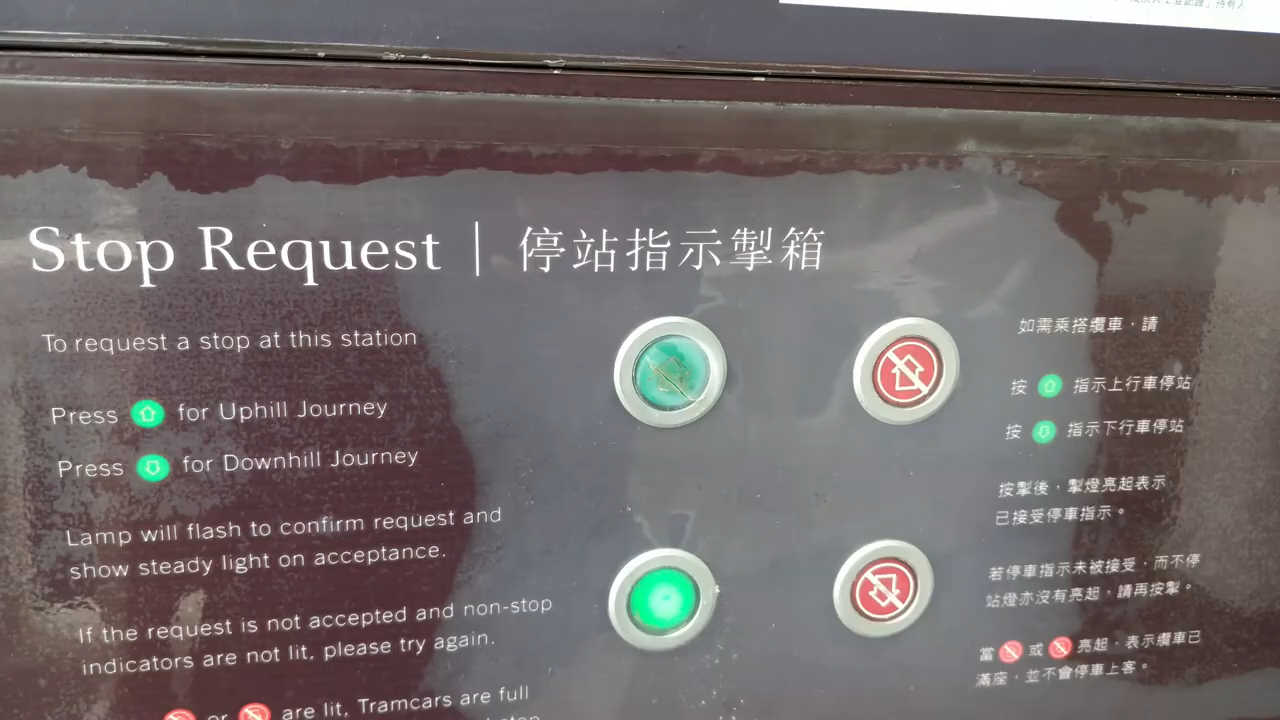 Stop Request | 停站指示掣箱
To request a stop at this station
Press for Uphill Journey
Press for Downhill Journey
Lamp will flash to confirm request and
show steady light on acceptance.
If the request is not accepted and non-stop
indicators are not lit, please try again.
or are lit, Tramcars are full
如需乘搭纜車，請
按 指示上行車停站
按 指示下行車停站
按掣後，掣燈亮起表示
已接受停車指示。
若停車指示未被接受，而不停
站燈亦沒有亮起，請再按掣。
當 或 亮起，表示纜車已
滿座，並不會停車上客。